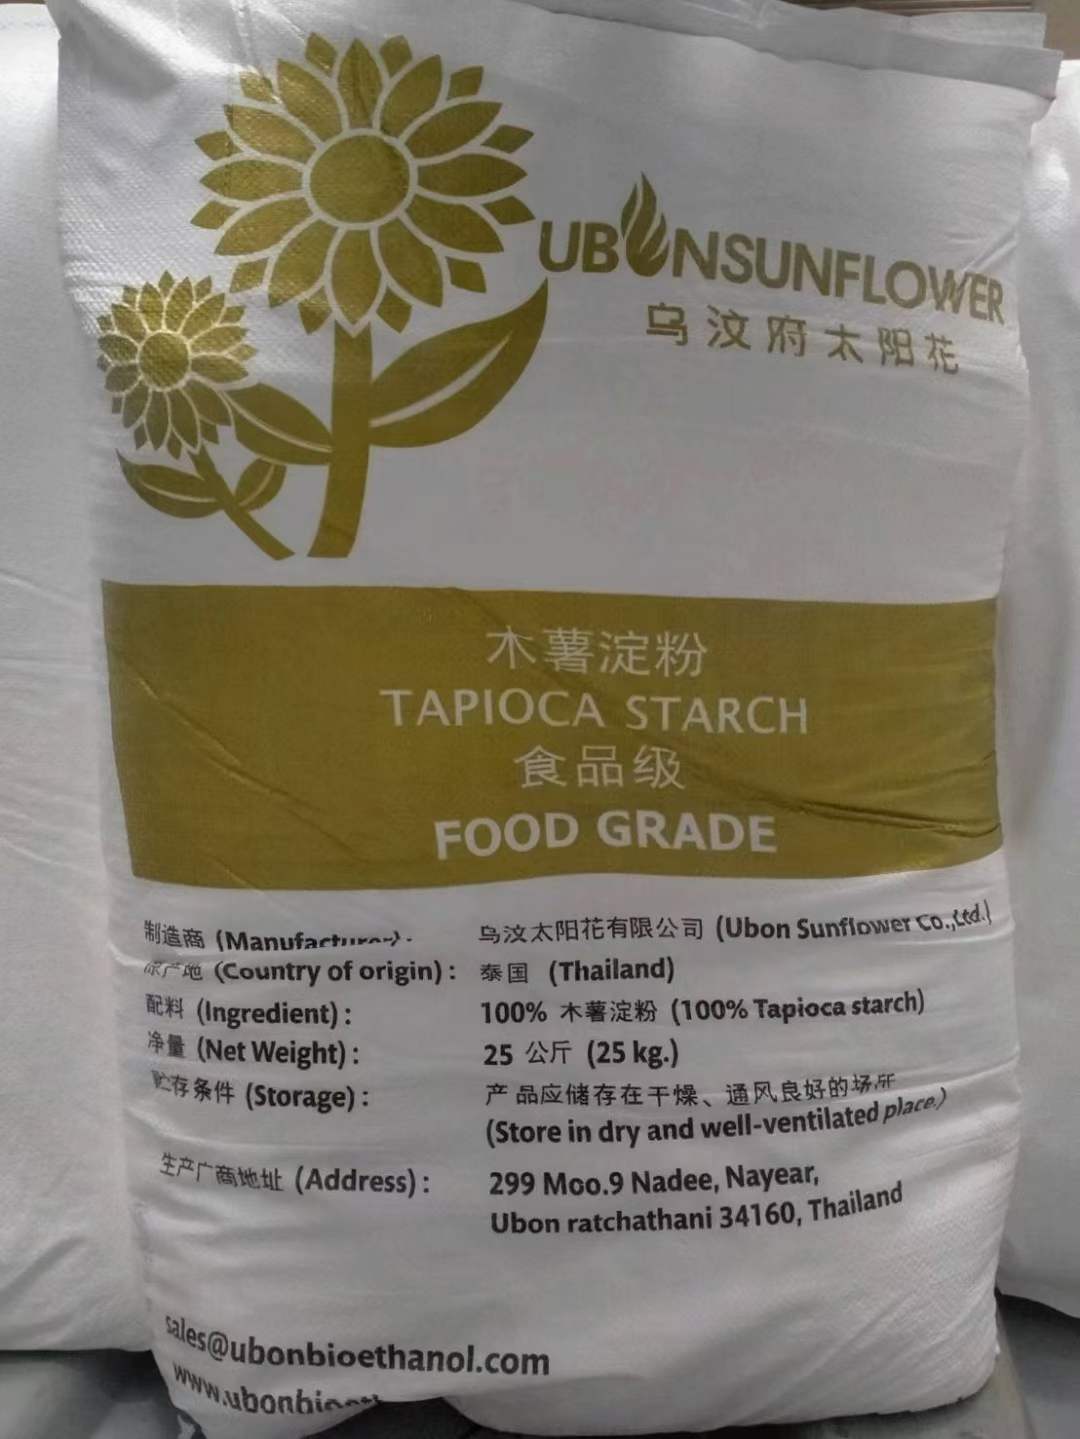 UBONSUNFLOWER
乌汶府太阳花
木薯淀粉
TAPIOCA STARCH
食品级
FOOD GRADE
制造商 (Manufacturer): 乌汶太阳花有限公司 (Ubon Sunflower Co.,Ltd.)
原产地 (Country of origin): 泰国 (Thailand)
配料 (Ingredient): 100% 木薯淀粉 (100% Tapioca starch)
净量 (Net Weight): 25 公斤 (25 kg.)
贮存条件 (Storage): 产品应储存在干燥、通风良好的场所
(Store in dry and well-ventilated place.)
生产广商地址 (Address): 299 Moo.9 Nadee, Nayear,
Ubon ratchathani 34160, Thailand
sales@ubonbioethanol.com